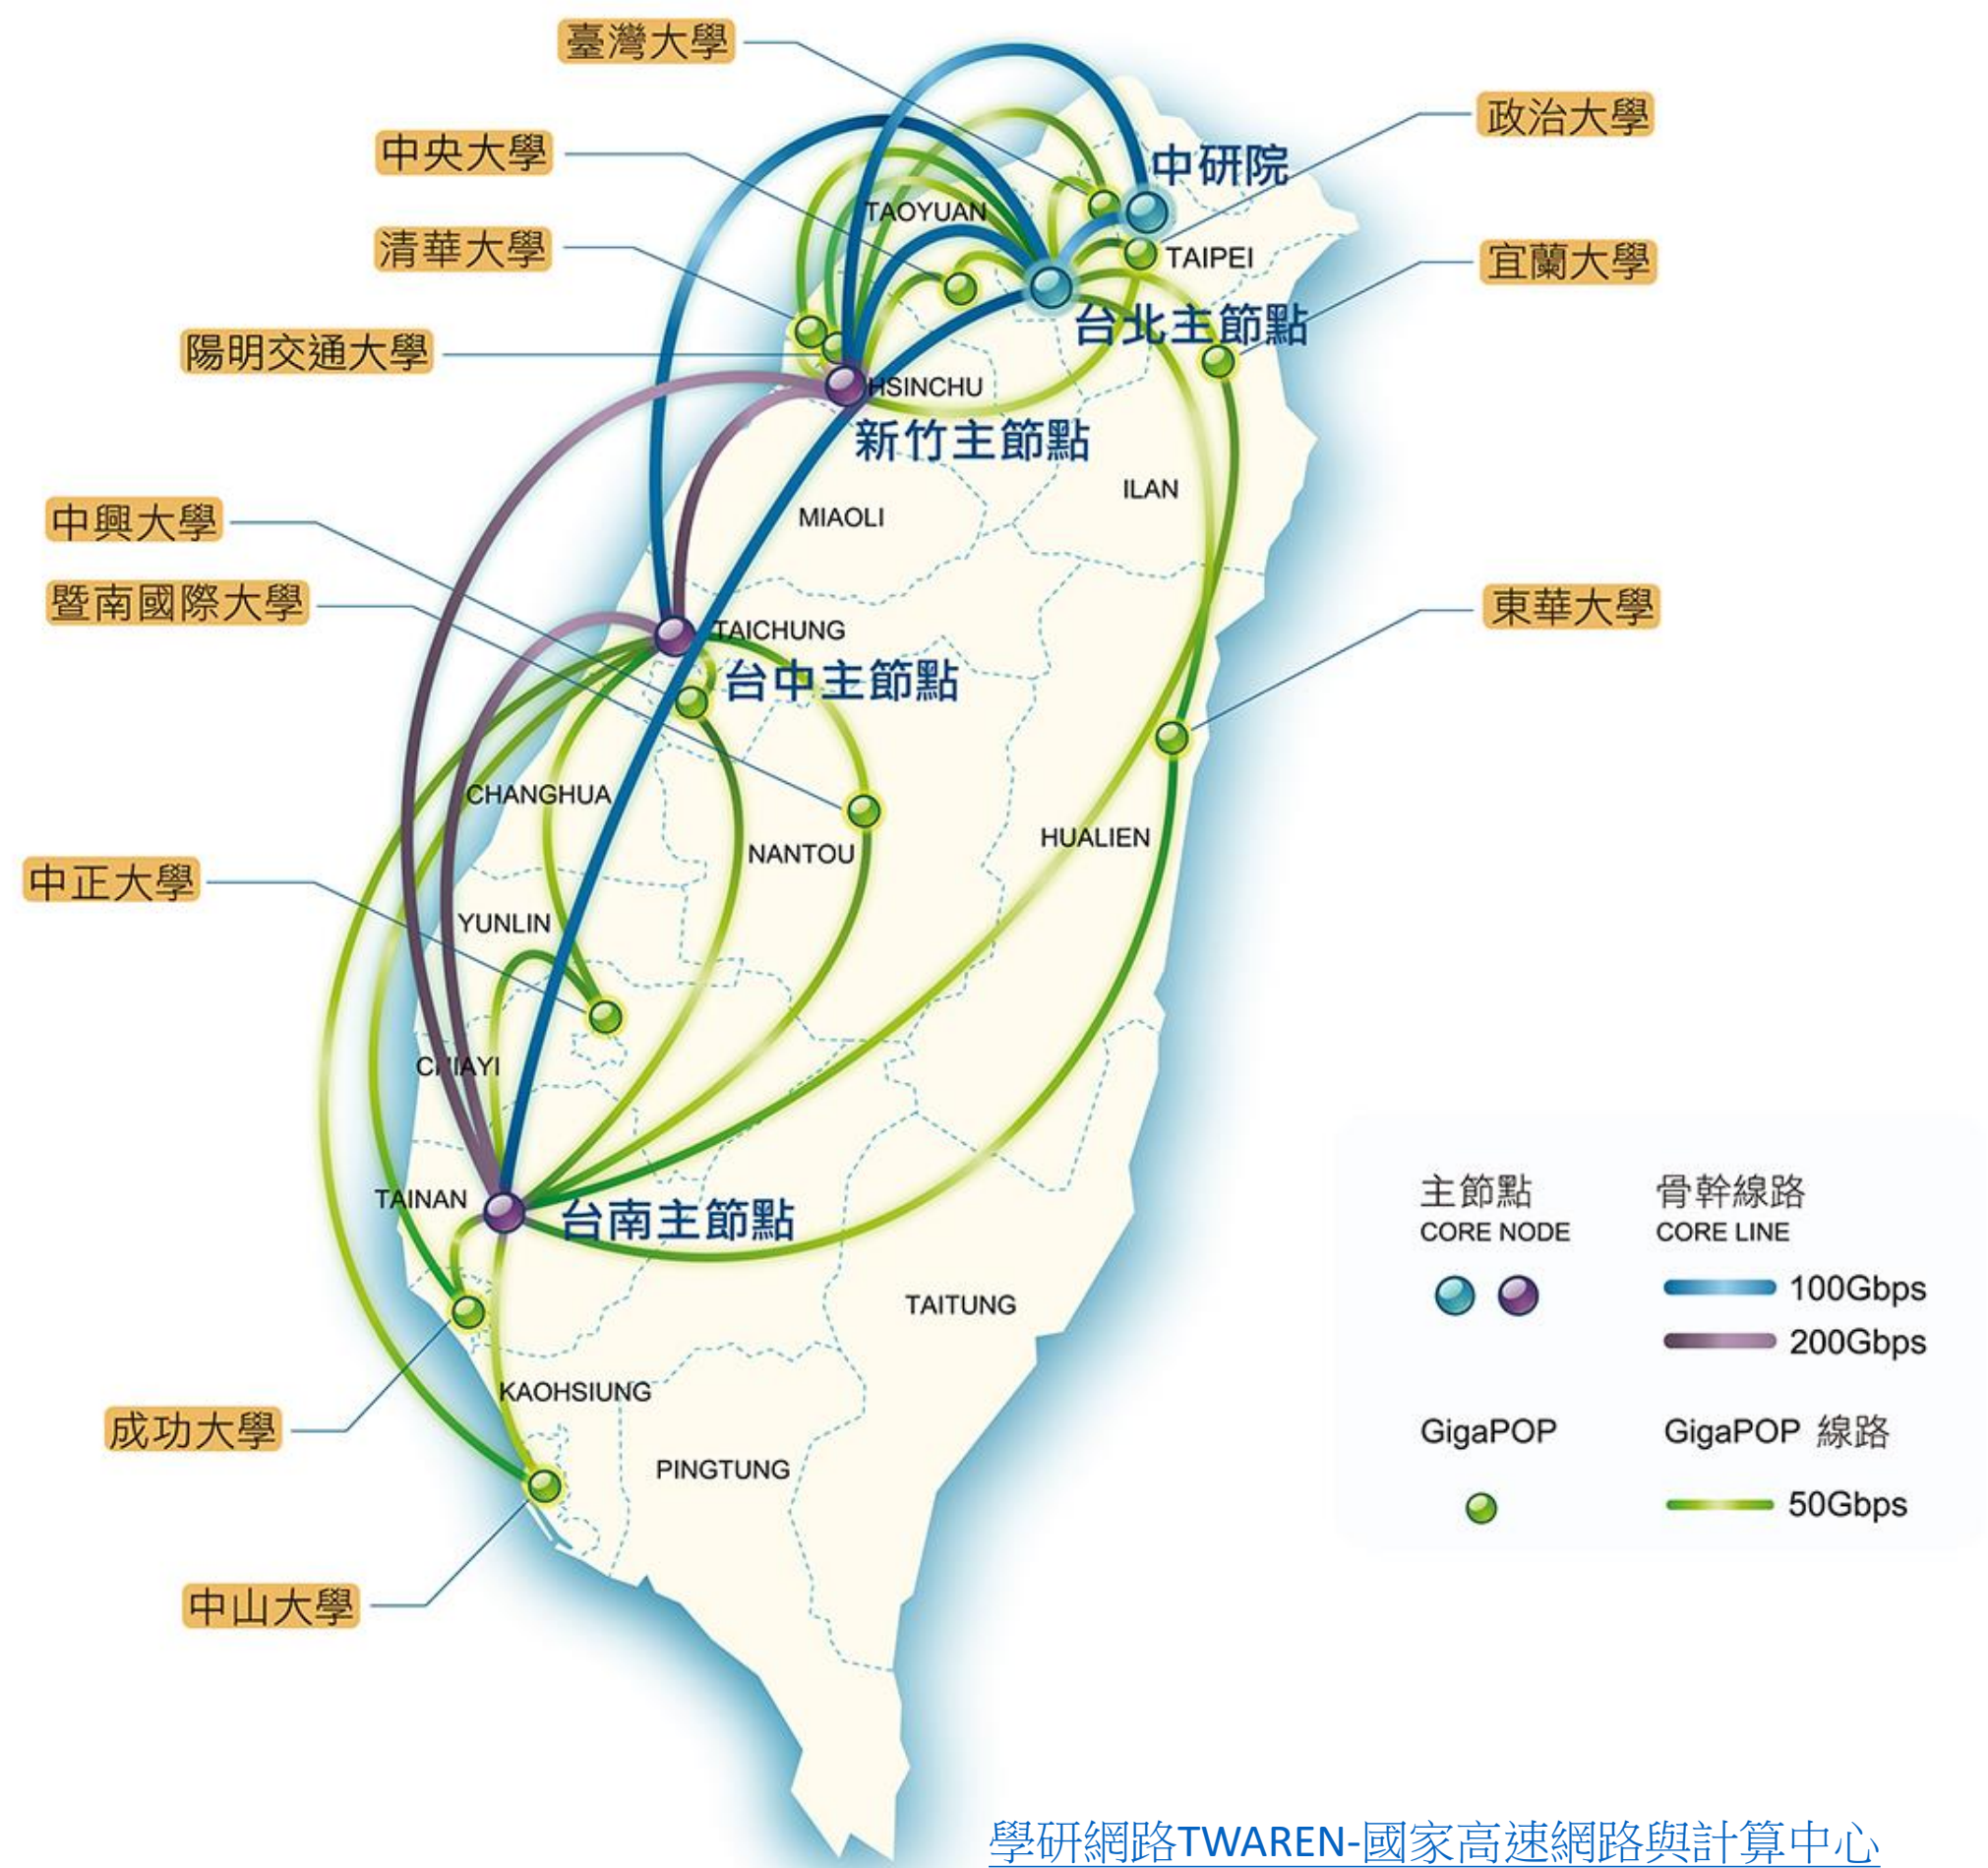 臺灣大學
政治大學
中央大學
中研院
TAOYUAN
清華大學
TAIPEI
宜蘭大學
台北主節點
陽明交通大學
HSINCHU
新竹主節點
ILAN
中興大學
MIAOLI
暨南國際大學
東華大學
TAICHUNG
台中主節點
CHANGHUA
HUALIEN
NANTOU
中正大學
YUNLIN
CHIAYI
TAINAN
台南主節點
主節點
CORE NODE
骨幹線路
CORE LINE
100Gbps
200Gbps
TAITUNG
KAOHSIUNG
成功大學
GigaPOP
GigaPOP 線路
PINGTUNG
50Gbps
中山大學
學研網路TWAREN-國家高速網路與計算中心